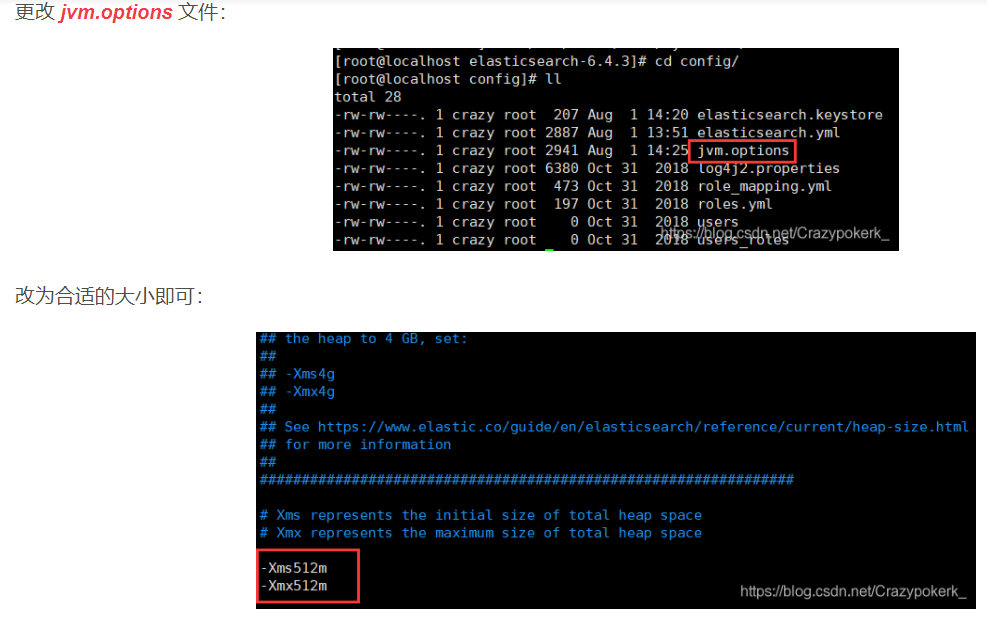 更改 jvm.options 文件：
[root@localhost elasticsearch-6.4.3]# cd config/
[root@localhost config]# ll
total 28
-rw-rw----. 1 crazy root  207 Aug  1 14:20 elasticsearch.keystore
-rw-rw----. 1 crazy root 2887 Aug  1 13:51 elasticsearch.yml
-rw-rw----. 1 crazy root 2941 Aug  1 14:25 jvm.options
-rw-rw----. 1 crazy root 6380 Oct 31  2018 log4j2.properties
-rw-rw----. 1 crazy root  473 Oct 31  2018 role_mapping.yml
-rw-rw----. 1 crazy root  197 Oct 31  2018 roles.yml
-rw-rw----. 1 crazy root    0 Oct 31  2018 users
-rw-rw----. 1 crazy root    0 Oct 31  2018 users_roles
https://blog.csdn.net/Crazypokerk_
改为合适的大小即可：
## the heap to 4 GB, set:
##
## -Xms4g
## -Xmx4g
##
## See https://www.elastic.co/guide/en/elasticsearch/reference/current/heap-size.html
## for more information
##
################################################################
# Xms represents the initial size of total heap space
# Xmx represents the maximum size of total heap space
-Xms512m
-Xmx512m
https://blog.csdn.net/Crazypokerk_